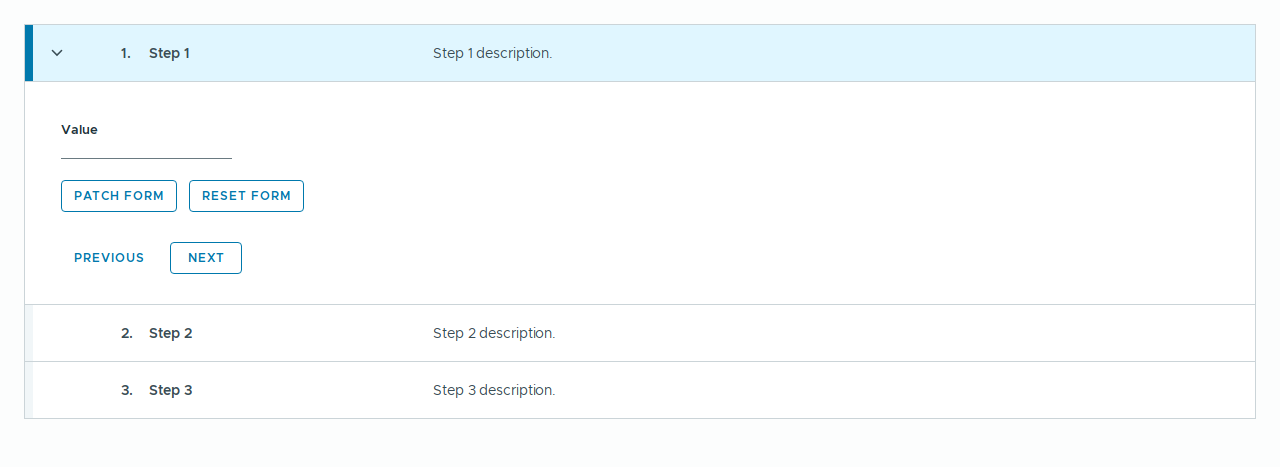 1. Step 1 Step 1 description.
Value
PATCH FORM RESET FORM
PREVIOUS NEXT
2. Step 2 Step 2 description.
3. Step 3 Step 3 description.